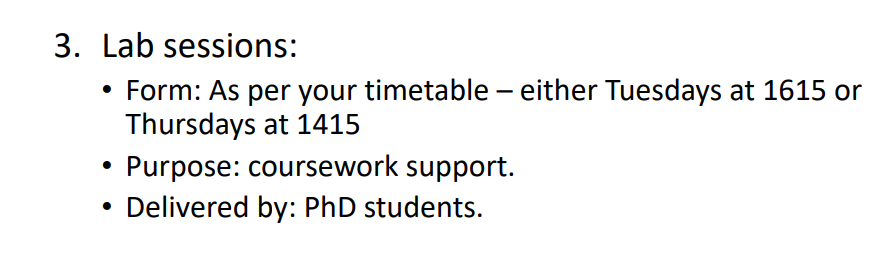 3. Lab sessions:
• Form: As per your timetable – either Tuesdays at 1615 or
Thursdays at 1415
• Purpose: coursework support.
• Delivered by: PhD students.